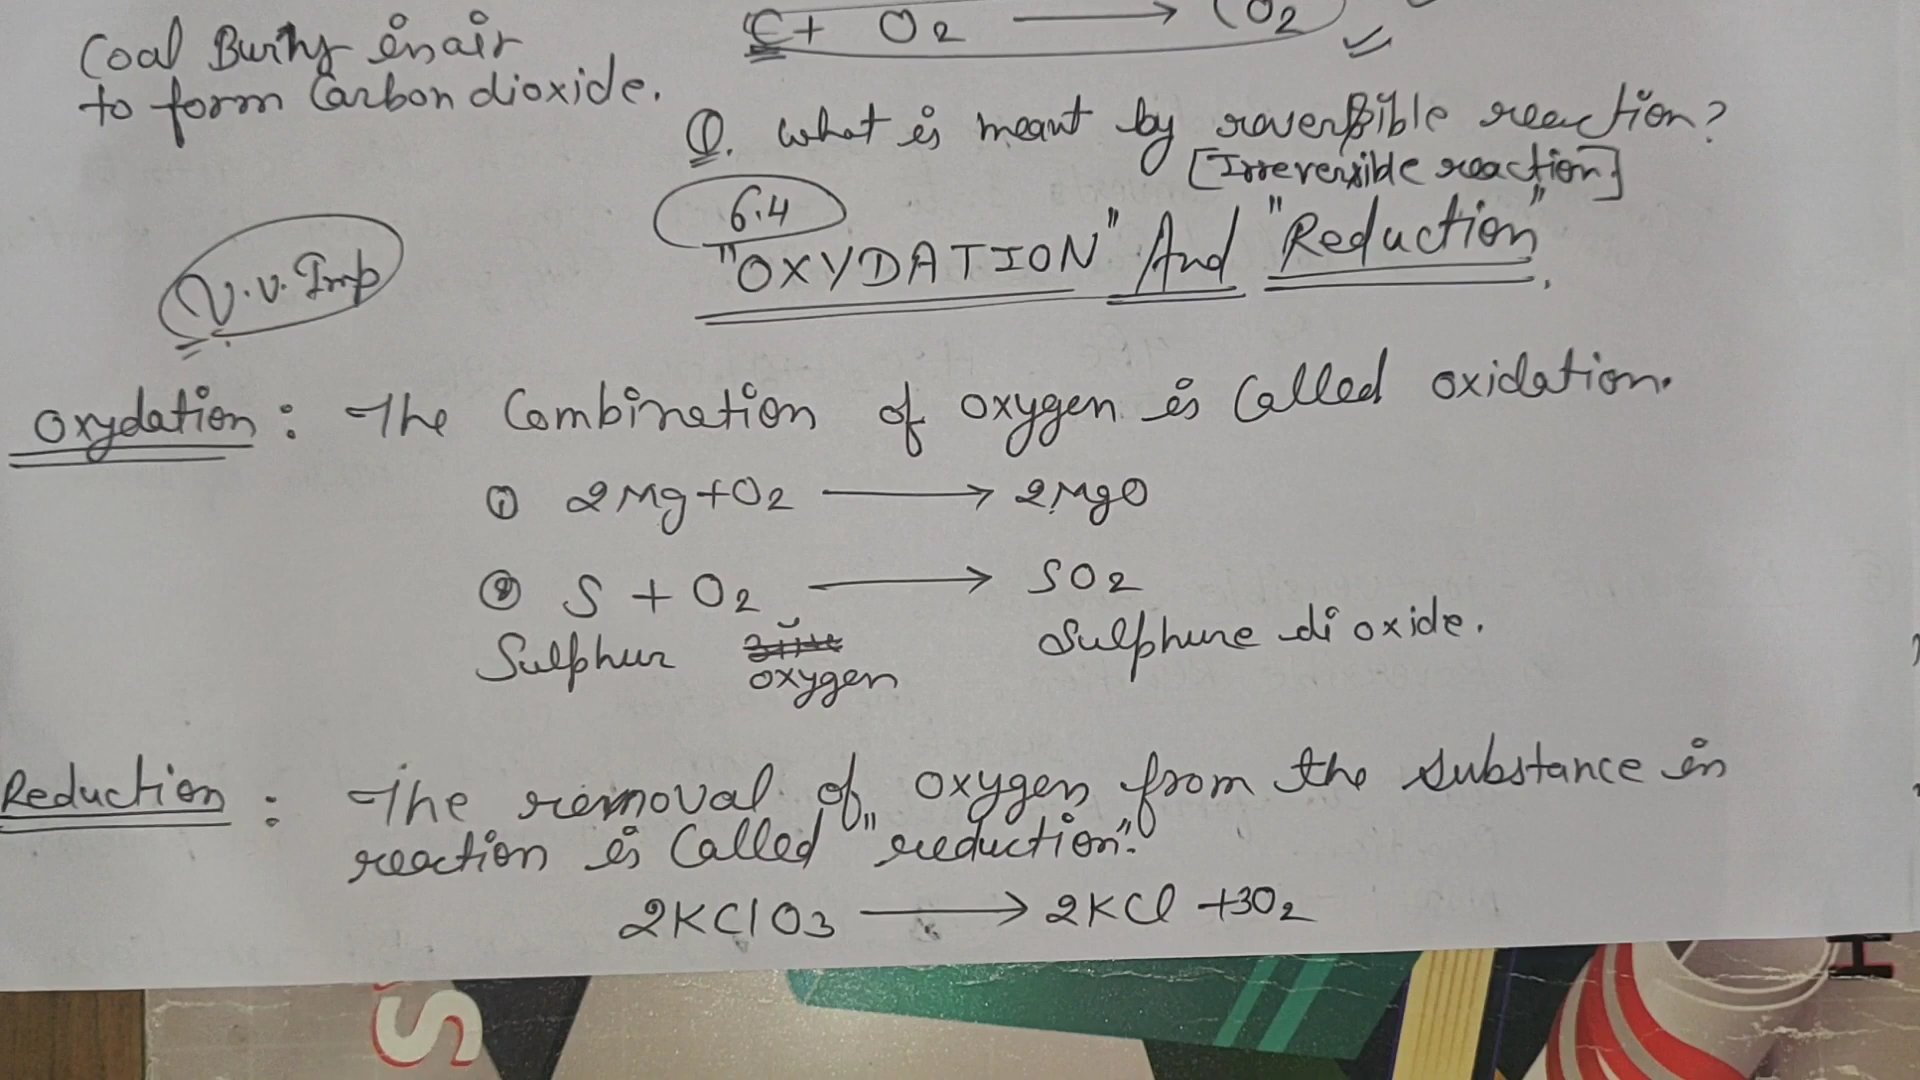 Coal Burning in air
to form Carbondioxide.
C + O2 ⟶ CO2
Q. What is meant by reversible reaction?
[Irreversible reaction]
6.4
V.V.Imp
"OXYDATION" And "Reduction".
Oxydation: The Combination of oxygen is Called oxidation.
① 2Mg+O2 ⟶ 2MgO
② S + O2 ⟶ SO2
Sulphur oxygen Sulphure di oxide.
Reduction: The removal of oxygen from the substance in
reaction is Called "reduction".
2KClO3 ⟶ 2KCl +3O2
S
H